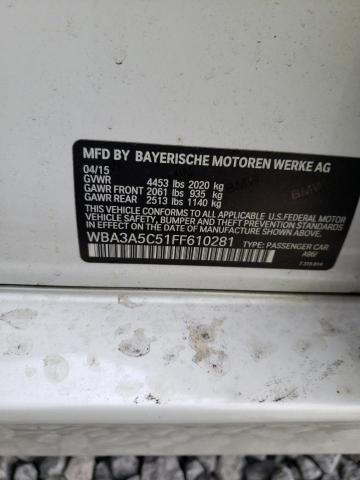 MFD BY BAYERISCHE MOTOREN WERKE AG
04/15
GVWR 4453 lbs 2020 kg
GAWR FRONT 2061 lbs 935 kg
GAWR REAR 2513 lbs 1140 kg
THIS VEHICLE CONFORMS TO ALL APPLICABLE U.S.FEDERAL MOTOR
VEHICLE SAFETY, BUMPER, AND THEFT PREVENTION STANDARDS IN
EFFECT ON THE DATE OF MANUFACTURE SHOWN ABOVE.
WBA3A5C51FF610281 TYPE: PASSENGER CAR
A96/